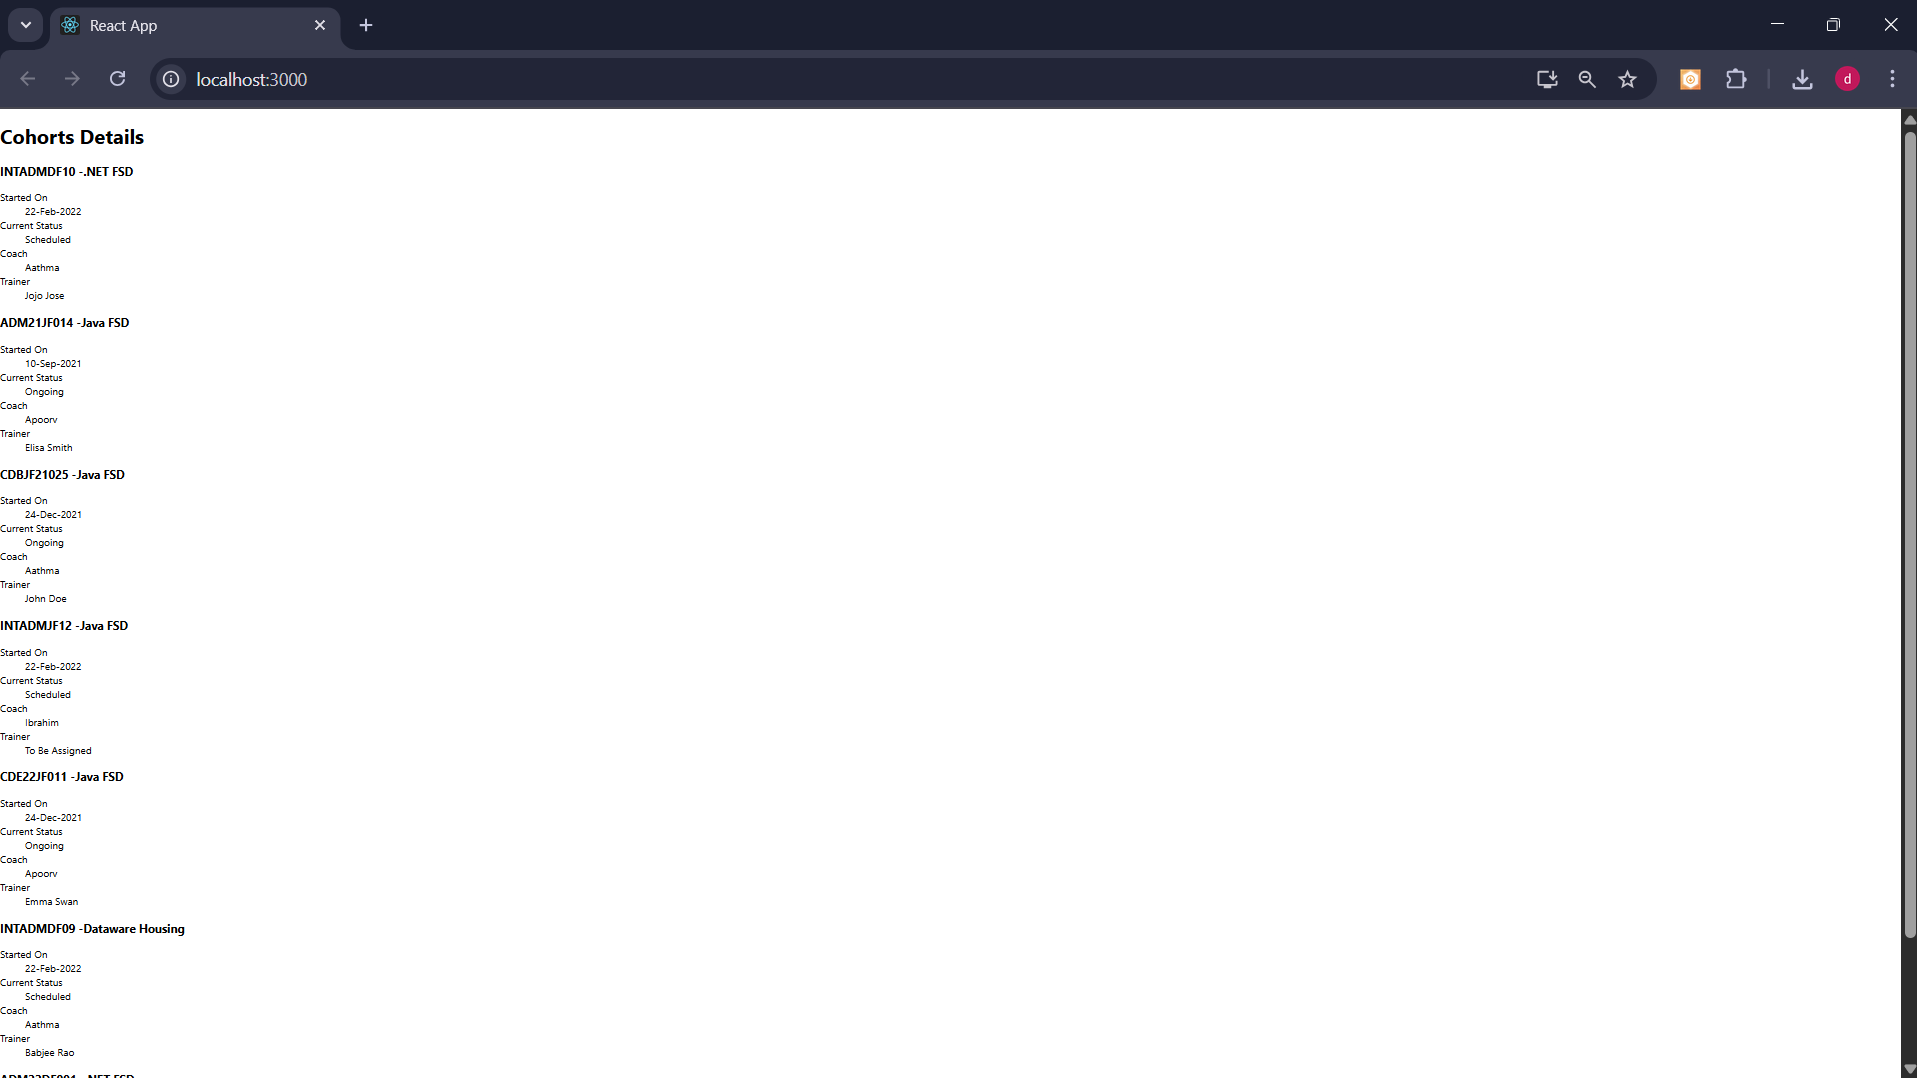 React App
localhost:3000
d
Cohorts Details
INTADMDF10 -.NET FSD
Started On
22-Feb-2022
Current Status
Scheduled
Coach
Aathma
Trainer
Jojo Jose
ADM21JF014 -Java FSD
Started On
10-Sep-2021
Current Status
Ongoing
Coach
Apoorv
Trainer
Elisa Smith
CDBJF21025 -Java FSD
Started On
24-Dec-2021
Current Status
Ongoing
Coach
Aathma
Trainer
John Doe
INTADMJF12 -Java FSD
Started On
22-Feb-2022
Current Status
Scheduled
Coach
Ibrahim
Trainer
To Be Assigned
CDE22JF011 -Java FSD
Started On
24-Dec-2021
Current Status
Ongoing
Coach
Apoorv
Trainer
Emma Swan
INTADMDF09 -Dataware Housing
Started On
22-Feb-2022
Current Status
Scheduled
Coach
Aathma
Trainer
Babjee Rao